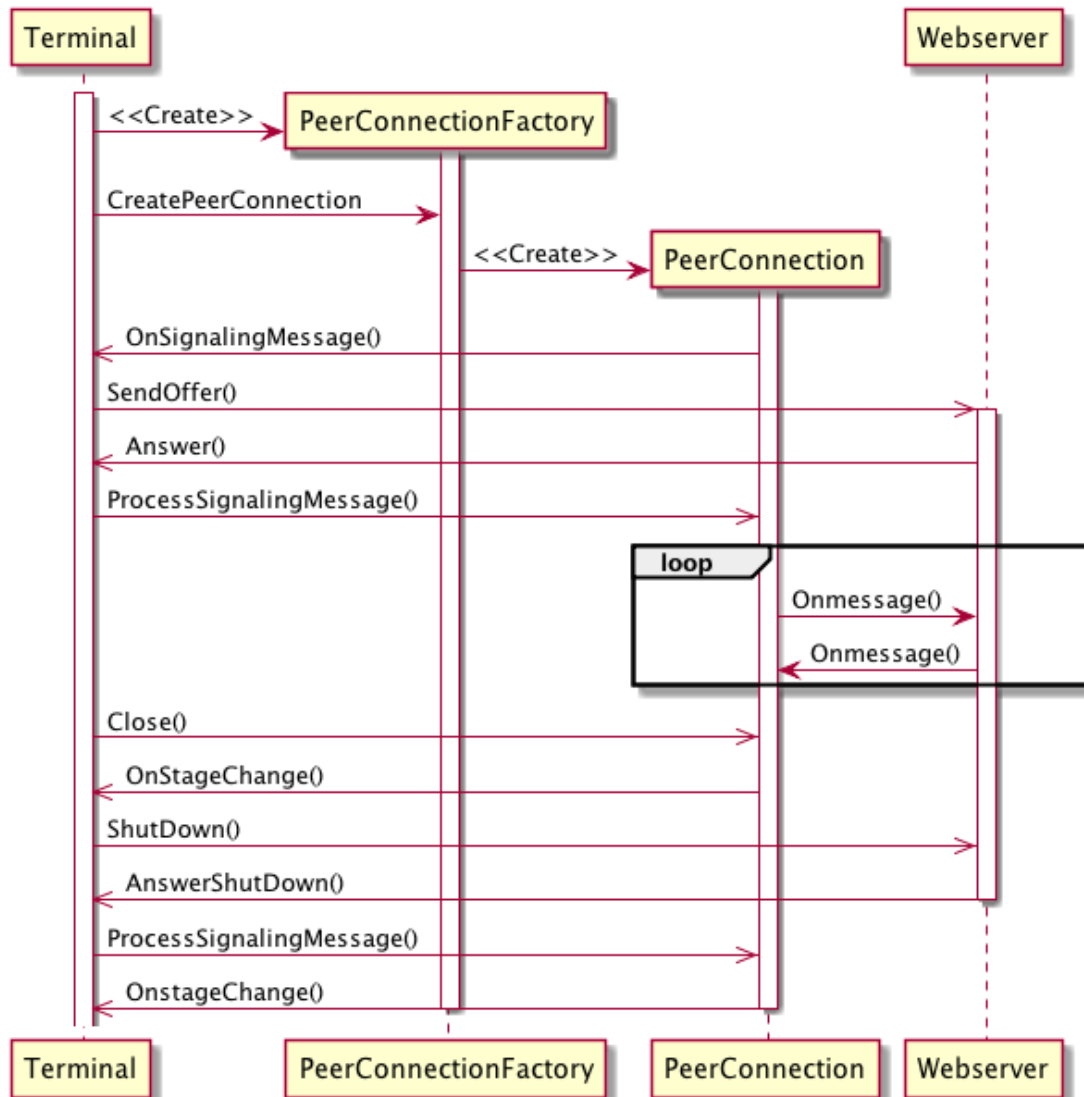 Terminal
Webserver
<<Create>>
PeerConnectionFactory
CreatePeerConnection
<<Create>>
PeerConnection
OnSignalingMessage()
SendOffer()
Answer()
ProcessSignalingMessage()
loop
Onmessage()
Onmessage()
Close()
OnStageChange()
ShutDown()
AnswerShutDown()
ProcessSignalingMessage()
OnstageChange()
Terminal
PeerConnectionFactory
PeerConnection
Webserver